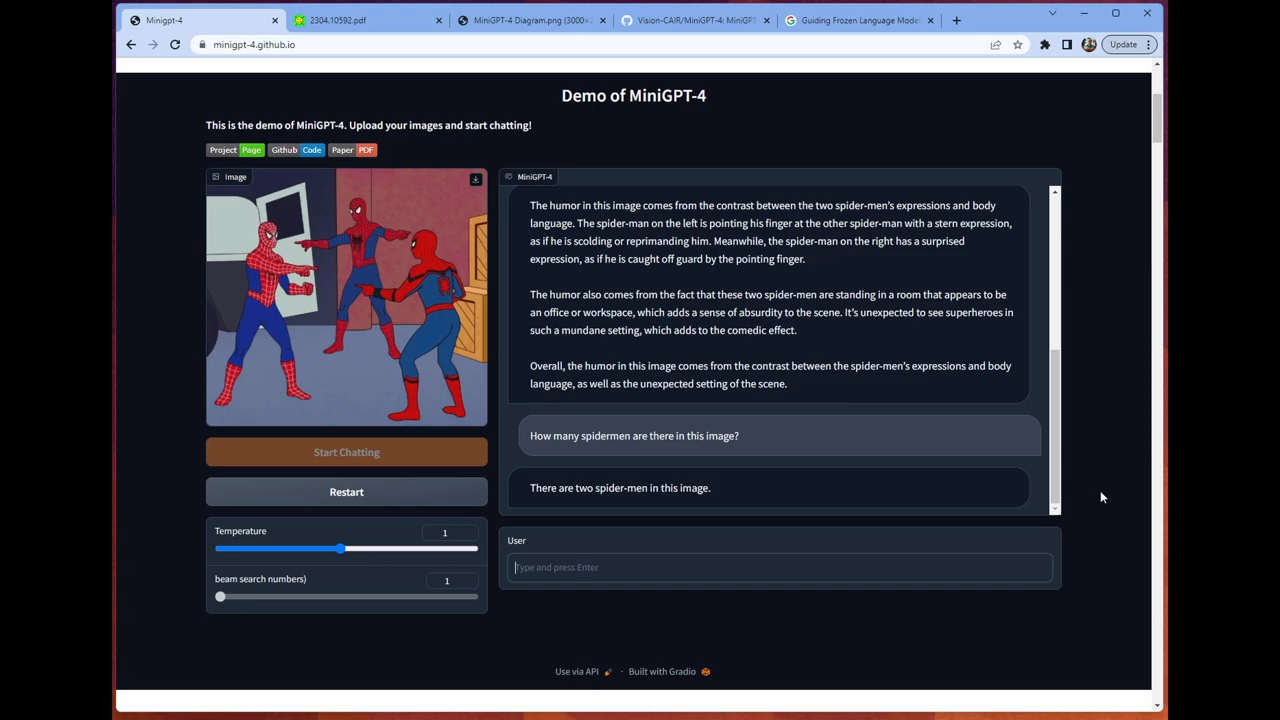 Minigpt-4
2304.10592.pdf
MiniGPT-4 Diagram.png (3000×2
Vision-CAIR/MiniGPT-4: MiniGPT
Guiding Frozen Language Model
minigpt-4.github.io
Update
Demo of MiniGPT-4
This is the demo of MiniGPT-4. Upload your images and start chatting!
Project Page Github Code Paper PDF
Image
MiniGPT-4
The humor in this image comes from the contrast between the two spider-men’s expressions and body
language. The spider-man on the left is pointing his finger at the other spider-man with a stern expression,
as if he is scolding or reprimanding him. Meanwhile, the spider-man on the right has a surprised
expression, as if he is caught off guard by the pointing finger.
The humor also comes from the fact that these two spider-men are standing in a room that appears to be
an office or workspace, which adds a sense of absurdity to the scene. It’s unexpected to see superheroes in
such a mundane setting, which adds to the comedic effect.
Overall, the humor in this image comes from the contrast between the spider-men’s expressions and body
language, as well as the unexpected setting of the scene.
How many spidermen are there in this image?
There are two spider-men in this image.
Start Chatting
Restart
Temperature
1
beam search numbers)
1
User
Type and press Enter
Use via API · Built with Gradio